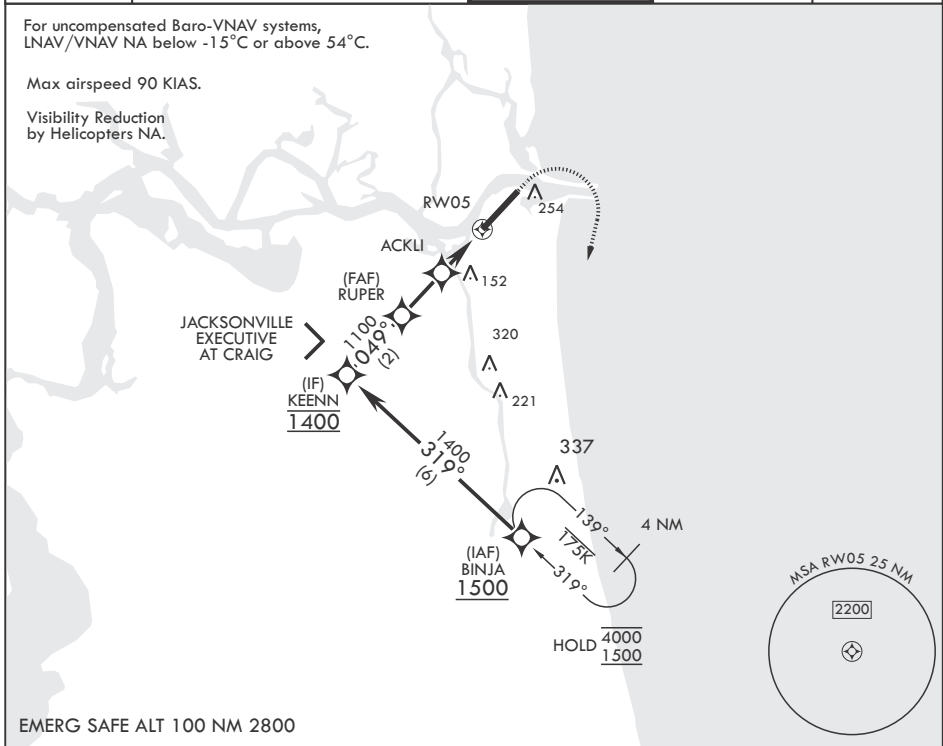 For uncompensated Baro-VNAV systems,
LNAV/VNAV NA below -15°C or above 54°C.
Max airspeed 90 KIAS.
Visibility Reduction
by Helicopters NA.
RW05
254
ACKLI
152
(FAF)
RUPER
JACKSONVILLE
EXECUTIVE
AT CRAIG
1100
049°
(2)
320
221
(IF)
KEENN
1400
1400
319°
(6)
337
139°
4 NM
175K
319°
(IAF)
BINJA
1500
HOLD 4000
1500
MSA RW05 25 NM
2200
EMERG SAFE ALT 100 NM 2800